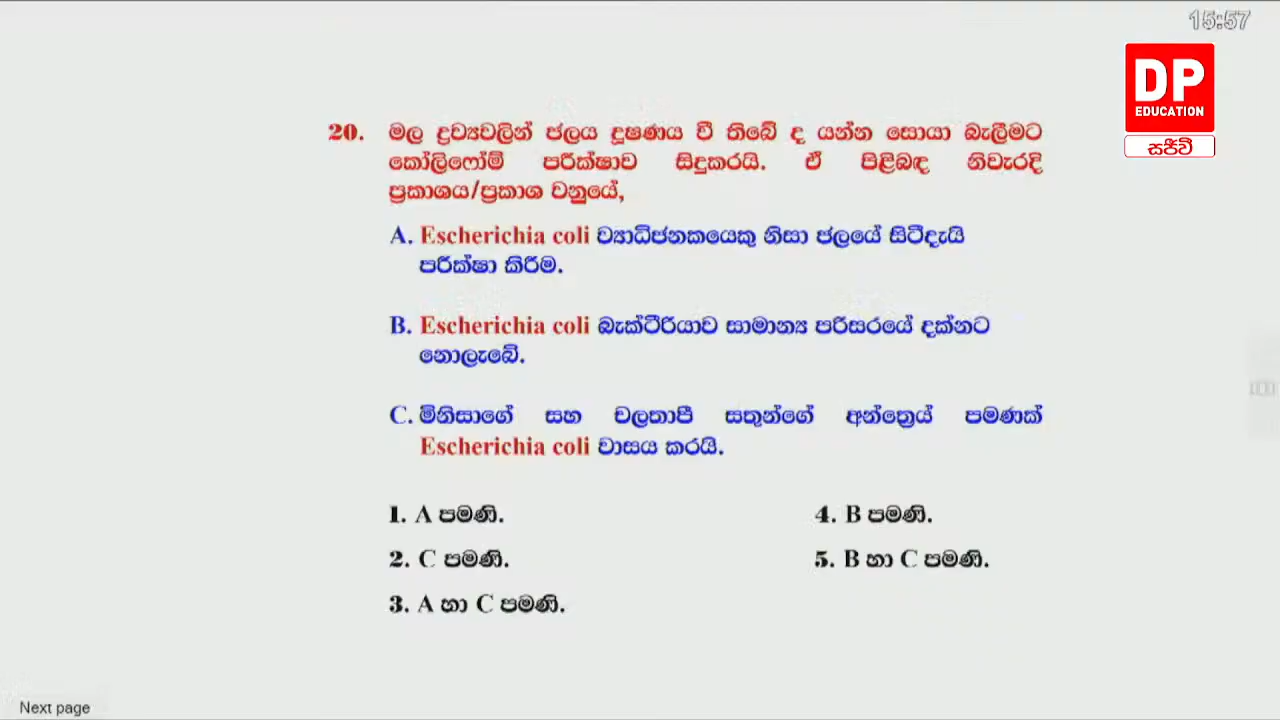 15:57
DP
EDUCATION
සජීවී
20. මල ද්‍රව්‍යවලින් ජලය දූෂණය වී තිබේ ද යන්න සොයා බැලීමට
කෝලිෆෝම් පරීක්ෂාව සිදුකරයි. ඒ පිළිබඳ නිවැරදි
ප්‍රකාශය/ප්‍රකාශ වනුයේ,
A. Escherichia coli ව්‍යාධිජනකයෙකු නිසා ජලයේ සිටීදැයි
පරීක්ෂා කිරීම.
B. Escherichia coli බැක්ටීරියාව සාමාන්‍ය පරිසරයේ දක්නට
නොලැබේ.
C. මිනිසාගේ සහ චලතාපී සතුන්ගේ අන්ත්‍රෙය් පමණක්
Escherichia coli වාසය කරයි.
1. A පමණි. 4. B පමණි.
2. C පමණි. 5. B හා C පමණි.
3. A හා C පමණි.
Next page